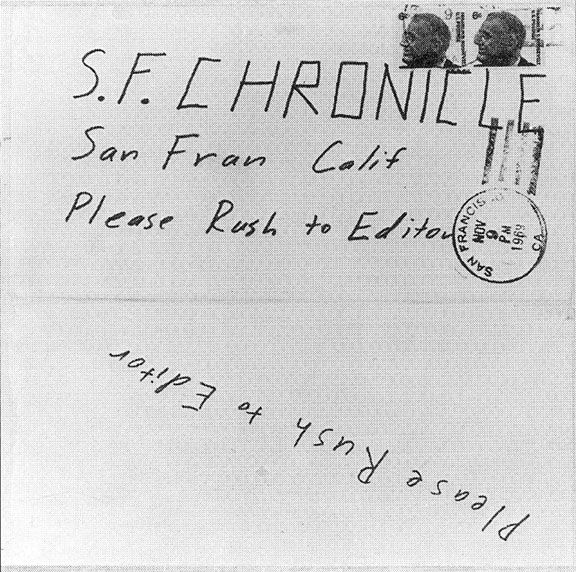 S.F. CHRONICLE
San Fran Calif
Please Rush to Editor
SAN FRANCISCO CA
NOV
9
PM
1969
Please Rush to Editor